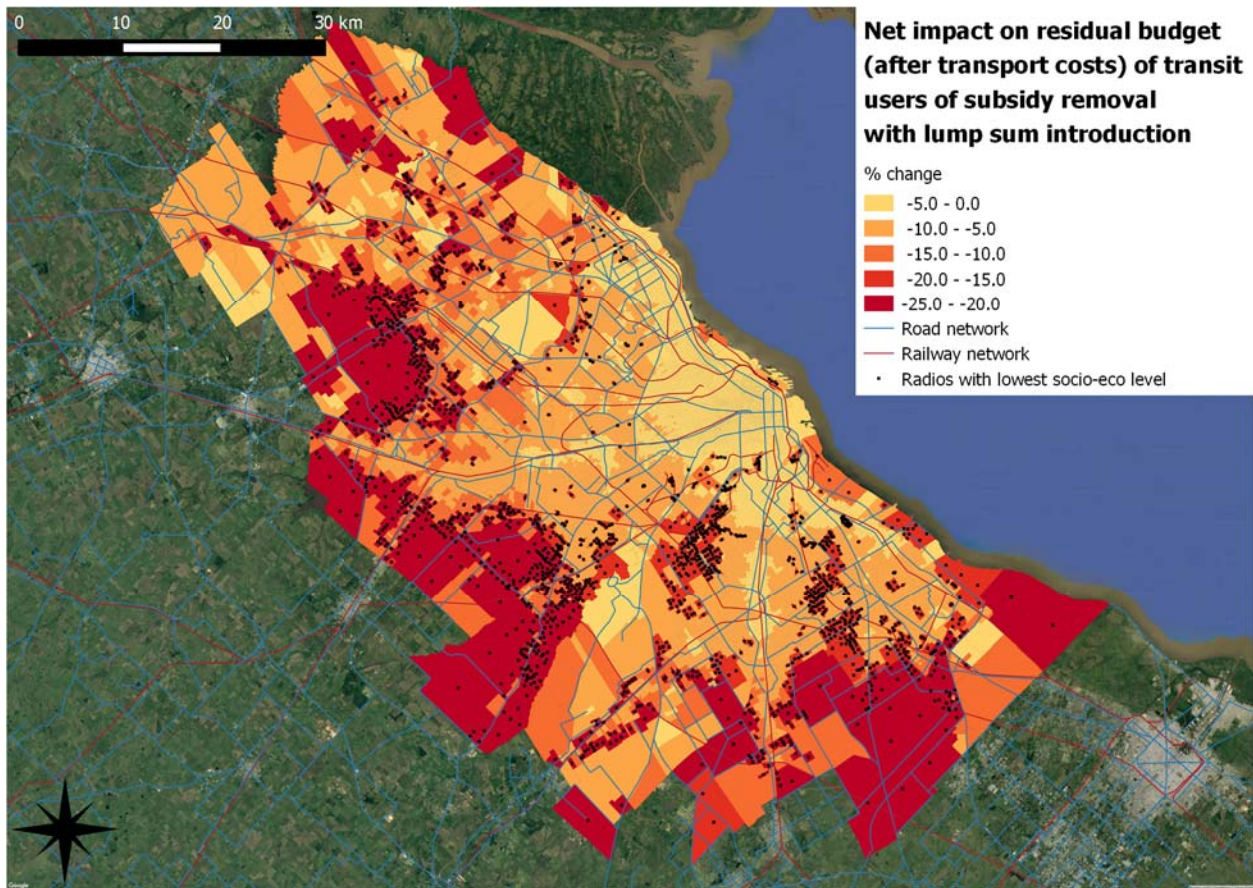 0 10 20 30 km
Net impact on residual budget
(after transport costs) of transit
users of subsidy removal
with lump sum introduction
% change
-5.0 - 0.0
-10.0 - -5.0
-15.0 - -10.0
-20.0 - -15.0
-25.0 - -20.0
Road network
Railway network
Radios with lowest socio-eco level
Google